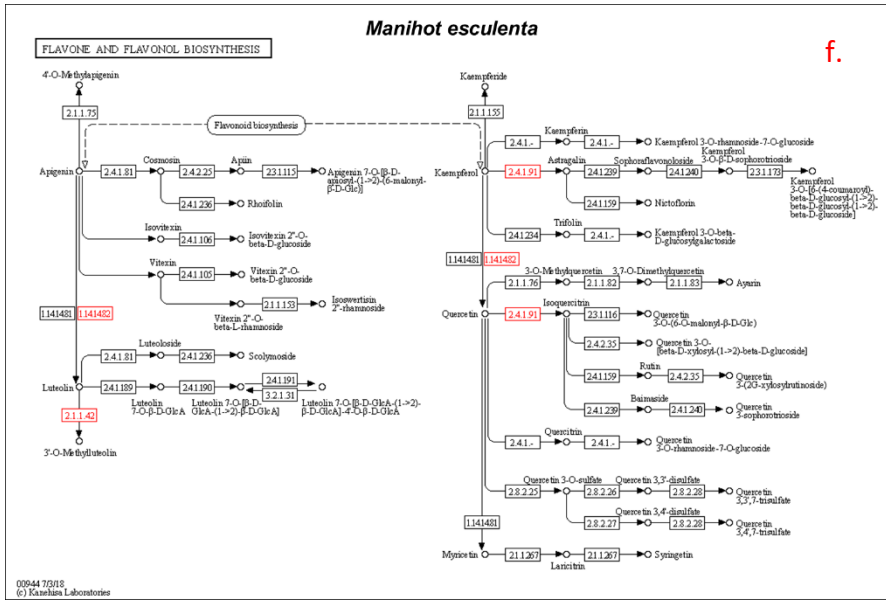 Manihot esculenta
f.
FLAVONE AND FLAVONOL BIOSYNTHESIS
4'-O-Methylapigenin
2.1.1.75
Flavonoid biosynthesis
Apigenin
2.4.1.81
Cosmosin
2.4.2.25
Apiin
2.3.1.115
Apigenin 7-O-[β-D-
apiosyl-(1->2)-(6-malonyl-
β-D-Glc)]
2.4.1.236
Rhoifolin
Isovitexin
2.4.1.106
Isovitexin 2''-O-
beta-D-glucoside
Vitexin
2.4.1.105
Vitexin 2''-O-
beta-D-glucoside
2.1.1.153
Isoswertisin
2''-rhamnoside
Vitexin 2''-O-
beta-L-rhamnoside
1.14.14.81
1.14.14.82
Luteolin
2.4.1.81
Luteoloside
2.4.1.236
Scolymoside
2.4.1.189
2.4.1.190
2.4.1.191
3.2.1.31
Luteolin
7-O-β-D-GlcA
Luteolin 7-O-[β-D-
GlcA-(1->2)-β-D-GlcA]
Luteolin 7-O-[β-D-GlcA-(1->2)-
β-D-GlcA]-4'-O-β-D-GlcA
2.1.1.42
3'-O-Methylluteolin
Kaempferide
2.1.1.155
Kaempferol
2.4.1.-
Kaempferin
2.4.1.-
Kaempferol 3-O-rhamnoside-7-O-glucoside
2.4.1.91
Astragalin
2.4.1.239
Sophoraflavonoloside
2.4.1.240
Kaempferol
3-O-β-D-sophorotrioside
2.3.1.173
Kaempferol
3-O-[6-(4-coumaroyl)-
beta-D-glucosyl-(1->2)-
beta-D-glucosyl-(1->2)-
beta-D-glucoside]
2.4.1.159
Nictoflorin
2.4.1.234
Trifolin
2.4.1.-
Kaempferol 3-O-beta-
D-glucosylgalactoside
1.14.14.81
1.14.14.82
Quercetin
2.1.1.76
3-O-Methylquercetin
2.1.1.82
3,7-O-Dimethylquercetin
2.1.1.83
Ayarin
2.4.1.91
Isoquercitrin
2.3.1.116
Quercetin
3-O-(6-O-malonyl-β-D-Glc)
2.4.2.35
Quercetin 3-O-
[beta-D-xylosyl-(1->2)-beta-D-glucoside]
2.4.1.159
Rutin
2.4.2.35
Quercetin
3-(2G-xylosylrutinoside)
2.4.1.239
Baimaside
2.4.1.240
Quercetin
3-sophorotrioside
2.4.1.-
Quercitrin
2.4.1.-
Quercetin
3-O-rhamnoside-7-O-glucoside
2.8.2.25
Quercetin 3-O-sulfate
2.8.2.26
Quercetin 3,3'-disulfate
2.8.2.28
Quercetin
3,3',7-trisulfate
2.8.2.27
Quercetin 3,4'-disulfate
2.8.2.28
Quercetin
3,4',7-trisulfate
1.14.14.81
Myricetin
2.1.1.267
Laricitrin
2.1.1.267
Syringetin
00944 7/3/18
(c) Kanehisa Laboratories